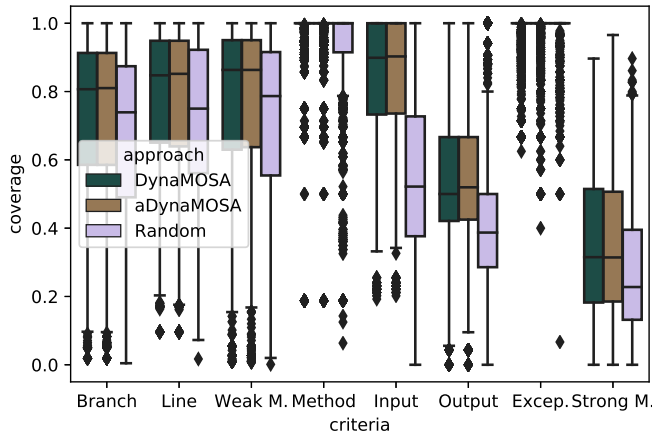 1.0
0.8
0.6
0.4
0.2
0.0
coverage
approach
DynaMOSA
aDynaMOSA
Random
Branch Line Weak M. Method Input Output Excep. Strong M.
criteria